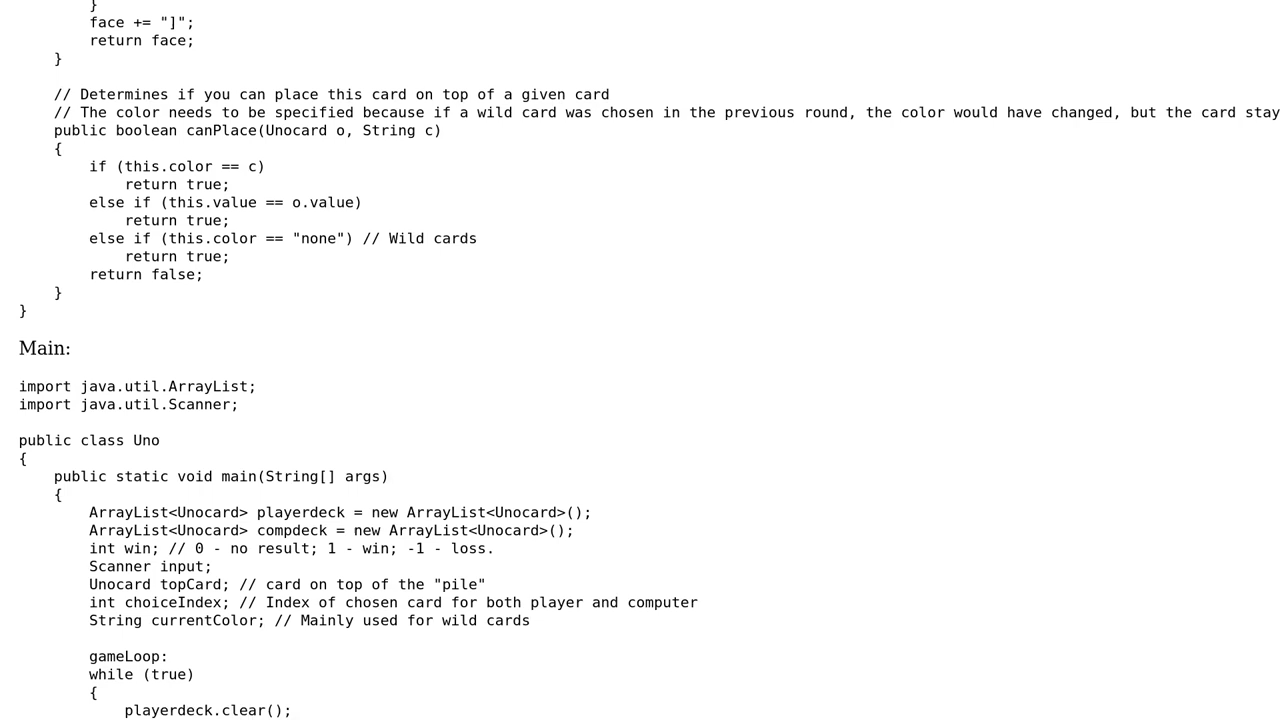 }
        face += "]";
        return face;
    }

    // Determines if you can place this card on top of a given card
    // The color needs to be specified because if a wild card was chosen in the previous round, the color would have changed, but the card stay
    public boolean canPlace(Unocard o, String c)
    {
        if (this.color == c)
            return true;
        else if (this.value == o.value)
            return true;
        else if (this.color == "none") // Wild cards
            return true;
        return false;
    }
}

Main:

import java.util.ArrayList;
import java.util.Scanner;

public class Uno
{
    public static void main(String[] args)
    {
        ArrayList<Unocard> playerdeck = new ArrayList<Unocard>();
        ArrayList<Unocard> compdeck = new ArrayList<Unocard>();
        int win; // 0 - no result; 1 - win; -1 - loss.
        Scanner input;
        Unocard topCard; // card on top of the "pile"
        int choiceIndex; // Index of chosen card for both player and computer
        String currentColor; // Mainly used for wild cards

        gameLoop:
        while (true)
        {
            playerdeck.clear();